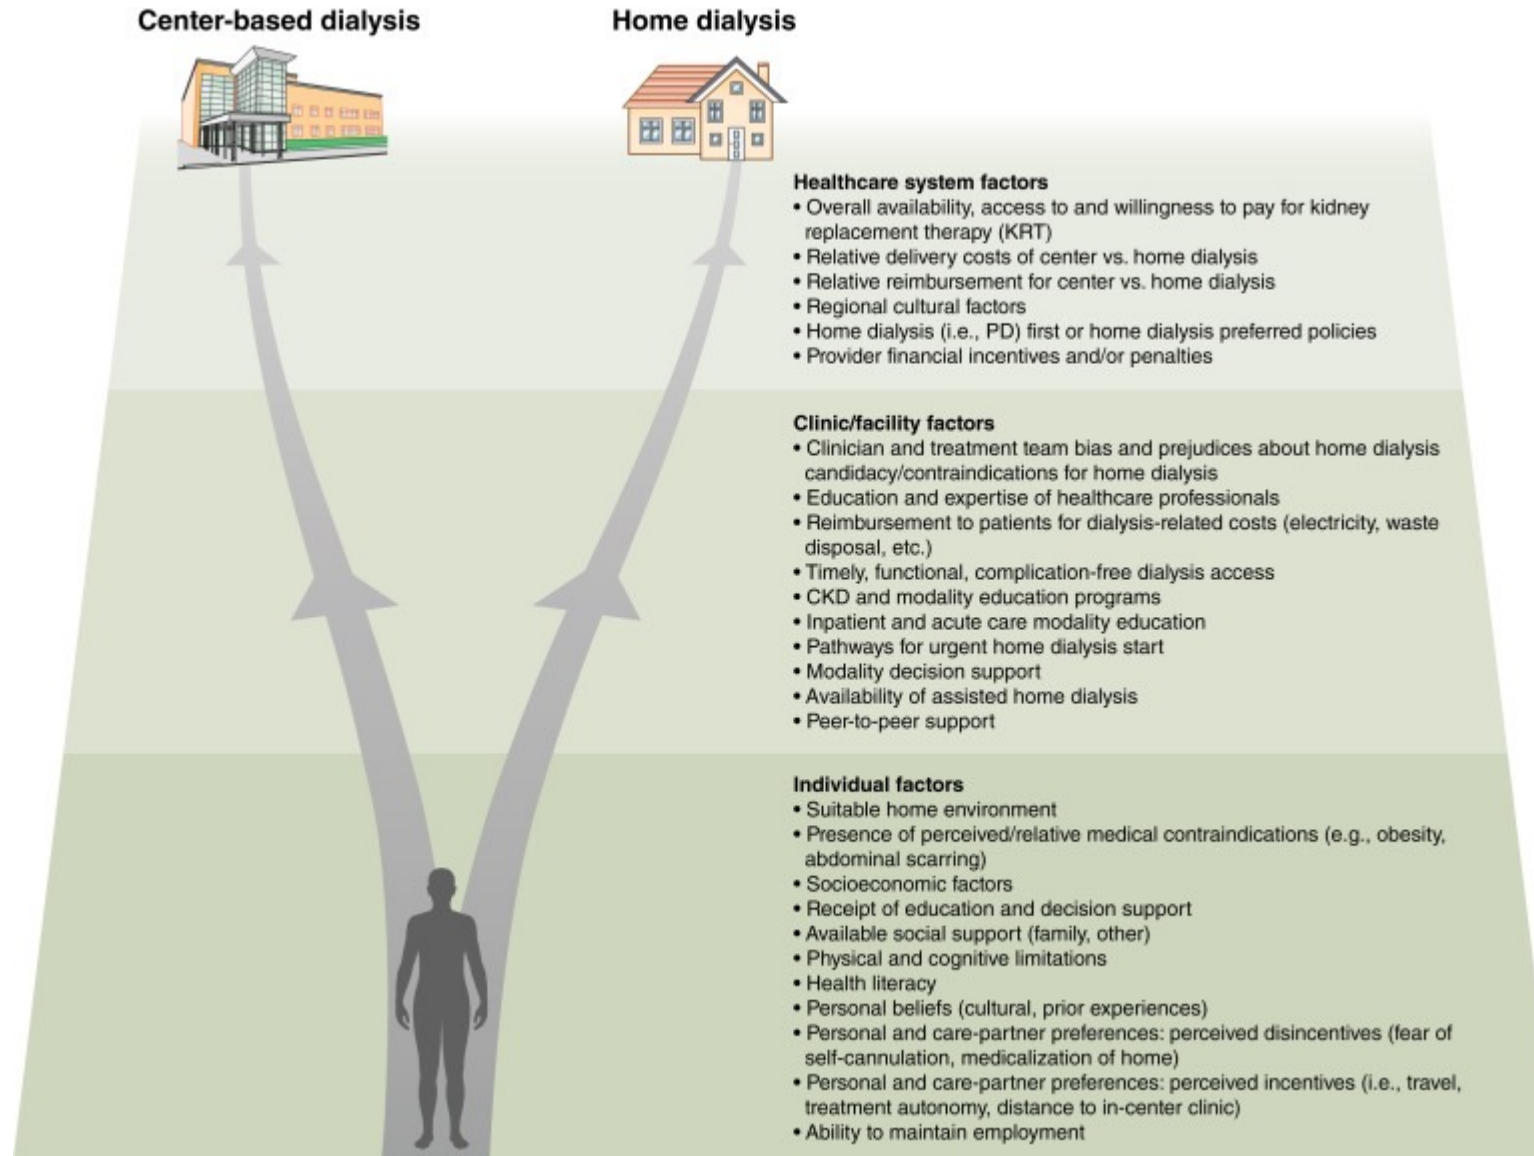 Center-based dialysis
Home dialysis
Healthcare system factors
• Overall availability, access to and willingness to pay for kidney
replacement therapy (KRT)
• Relative delivery costs of center vs. home dialysis
• Relative reimbursement for center vs. home dialysis
• Regional cultural factors
• Home dialysis (i.e., PD) first or home dialysis preferred policies
• Provider financial incentives and/or penalties
Clinic/facility factors
• Clinician and treatment team bias and prejudices about home dialysis
candidacy/contraindications for home dialysis
• Education and expertise of healthcare professionals
• Reimbursement to patients for dialysis-related costs (electricity, waste
disposal, etc.)
• Timely, functional, complication-free dialysis access
• CKD and modality education programs
• Inpatient and acute care modality education
• Pathways for urgent home dialysis start
• Modality decision support
• Availability of assisted home dialysis
• Peer-to-peer support
Individual factors
• Suitable home environment
• Presence of perceived/relative medical contraindications (e.g., obesity,
abdominal scarring)
• Socioeconomic factors
• Receipt of education and decision support
• Available social support (family, other)
• Physical and cognitive limitations
• Health literacy
• Personal beliefs (cultural, prior experiences)
• Personal and care-partner preferences: perceived disincentives (fear of
self-cannulation, medicalization of home)
• Personal and care-partner preferences: perceived incentives (i.e., travel,
treatment autonomy, distance to in-center clinic)
• Ability to maintain employment